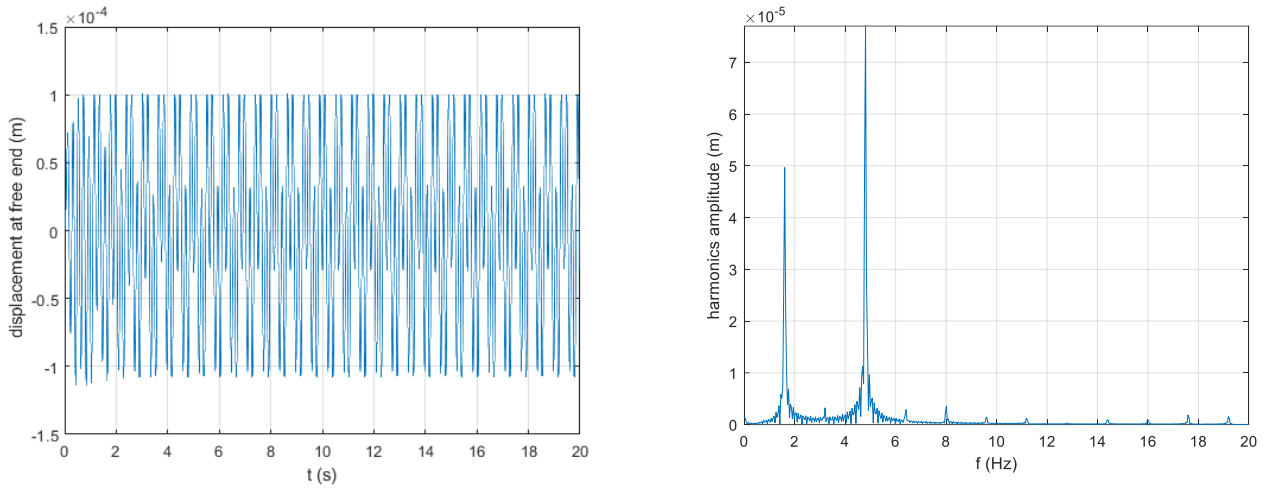 ×10⁻⁴
1.5
1
0.5
0
-0.5
-1
-1.5
0 2 4 6 8 10 12 14 16 18 20
t (s)
displacement at free end (m)
×10⁻⁵
7
6
5
4
3
2
1
0
0 2 4 6 8 10 12 14 16 18 20
f (Hz)
harmonics amplitude (m)